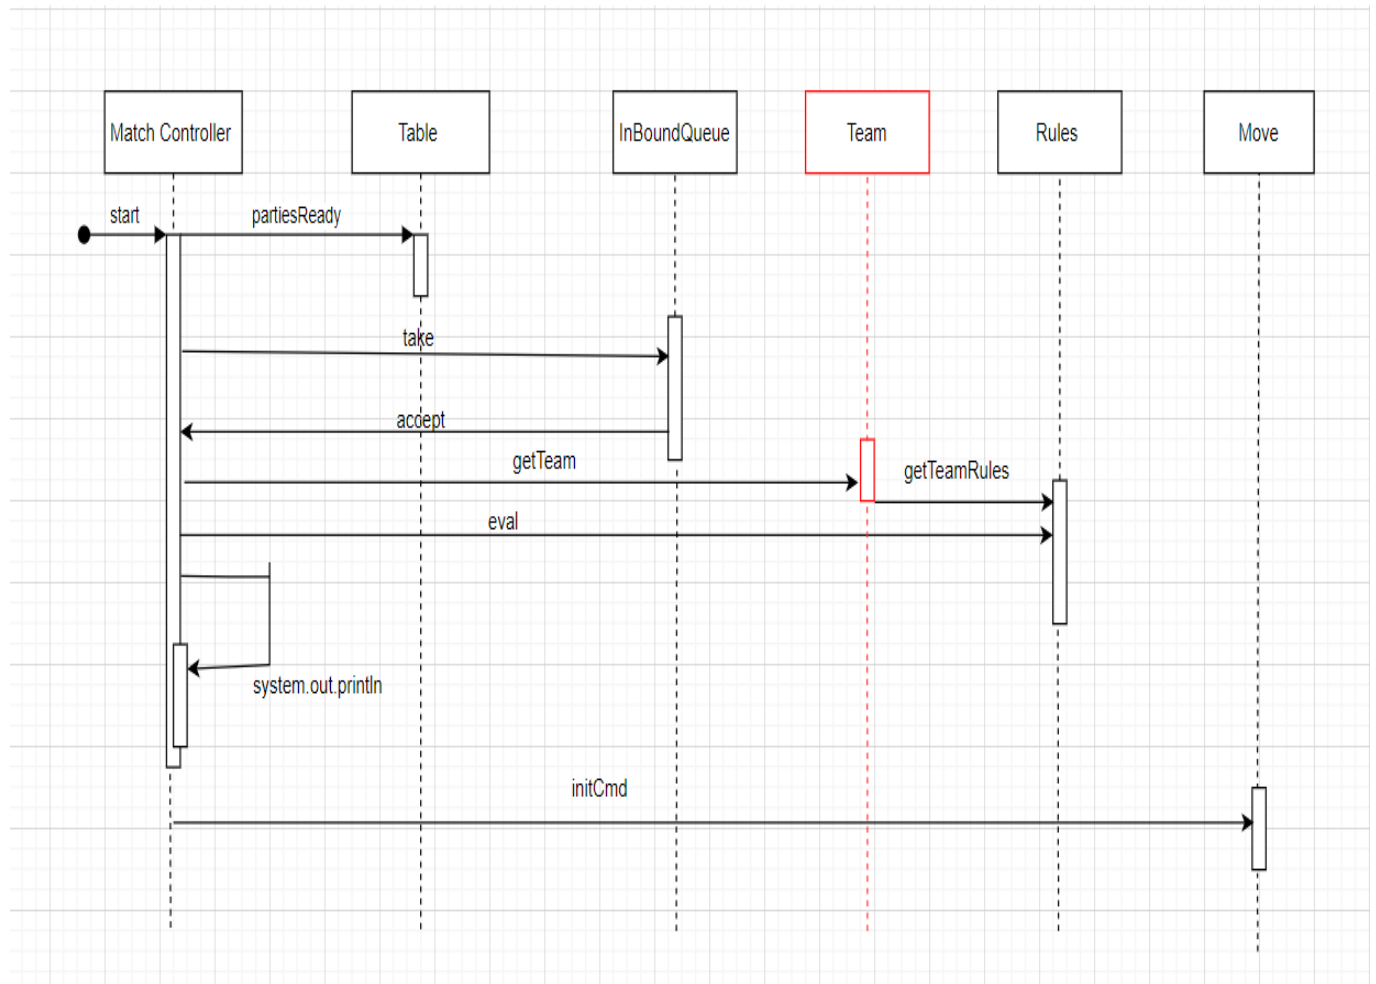 Match Controller
Table
InBoundQueue
Team
Rules
Move
start
partiesReady
take
accept
getTeam
getTeamRules
eval
system.out.println
initCmd